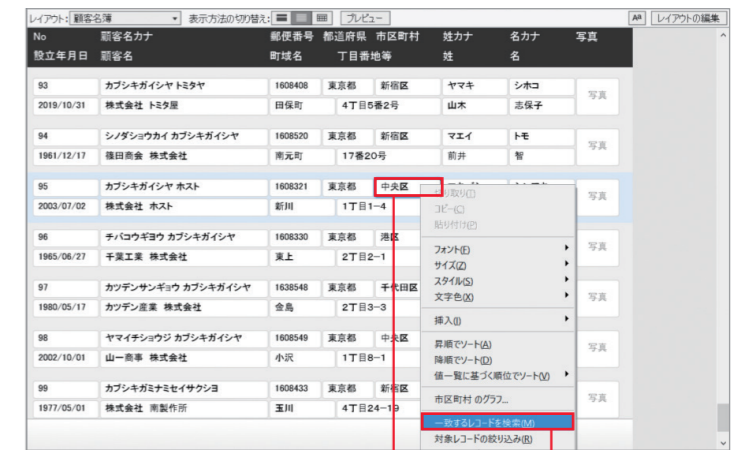 レイアウト: 顧客名簿 表示方法の切り替え: プレビュー Aa レイアウトの編集
No 顧客名カナ 郵便番号 都道府県 市区町村 姓カナ 名カナ 写真
設立年月日 顧客名 町域名 丁目番地等 姓 名
93 カブシキガイシヤ トミタヤ 1608408 東京都 新宿区 ヤマキ シホコ 写真
2019/10/31 株式会社 トミタ屋 田保町 4丁目5番2号 山木 志保子
94 シノダシヨウカイ カブシキガイシヤ 1608520 東京都 新宿区 マエイ トモ 写真
1961/12/17 篠田商会 株式会社 南元町 17番20号 前井 智
95 カブシキガイシヤ ホスト 1608321 東京都 中央区 写真
2003/07/02 株式会社 ホスト 新川 1丁目1-4
96 チバコウギヨウ カブシキガイシヤ 1608330 東京都 港区 写真
1965/06/27 千葉工業 株式会社 東上 2丁目2-1
97 カツデンサンギョウ カブシキガイシヤ 1638548 東京都 千代田区 写真
1980/05/17 カツデン産業 株式会社 金島 2丁目3-3
98 ヤマイチシヨウジ カブシキガイシヤ 1608549 東京都 中央区 写真
2002/10/01 山一商事 株式会社 小沢 1丁目8-1
99 カブシキガミナミセイサクシヨ 1608433 東京都 新宿区 写真
1977/05/01 株式会社 南製作所 玉川 4丁目24-19
切り取り(T)
コピー(C)
貼り付け(P)
フォント(F)
サイズ(Z)
スタイル(S)
文字色(X)
挿入(I)
昇順でソート(A)
降順でソート(D)
値一覧に基づく順位でソート(V)
市区町村 のグラフ...
一致するレコードを検索(M)
対象レコードの絞り込み(R)